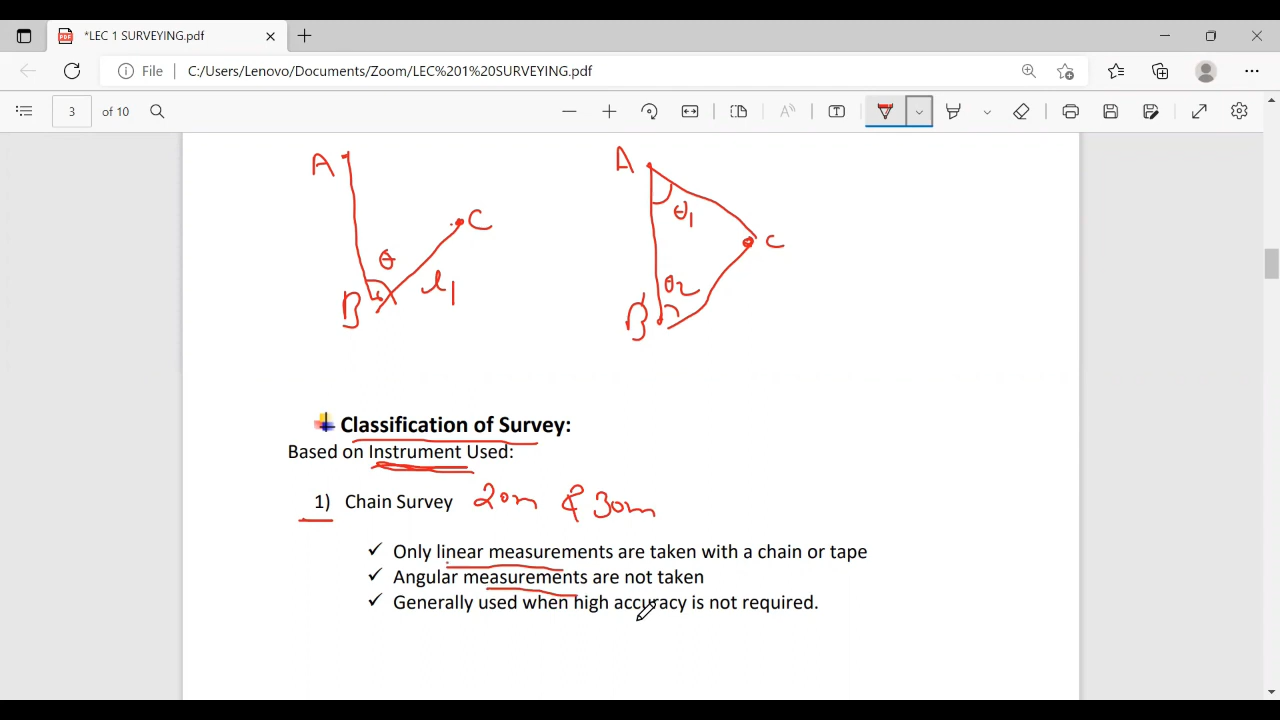 *LEC 1 SURVEYING.pdf
File C:/Users/Lenovo/Documents/Zoom/LEC%201%20SURVEYING.pdf
3 of 10
A A
θ1
C C
θ θ2
l1
B B
Classification of Survey:
Based on Instrument Used:
1) Chain Survey 20m & 30m
✓ Only linear measurements are taken with a chain or tape
✓ Angular measurements are not taken
✓ Generally used when high accuracy is not required.